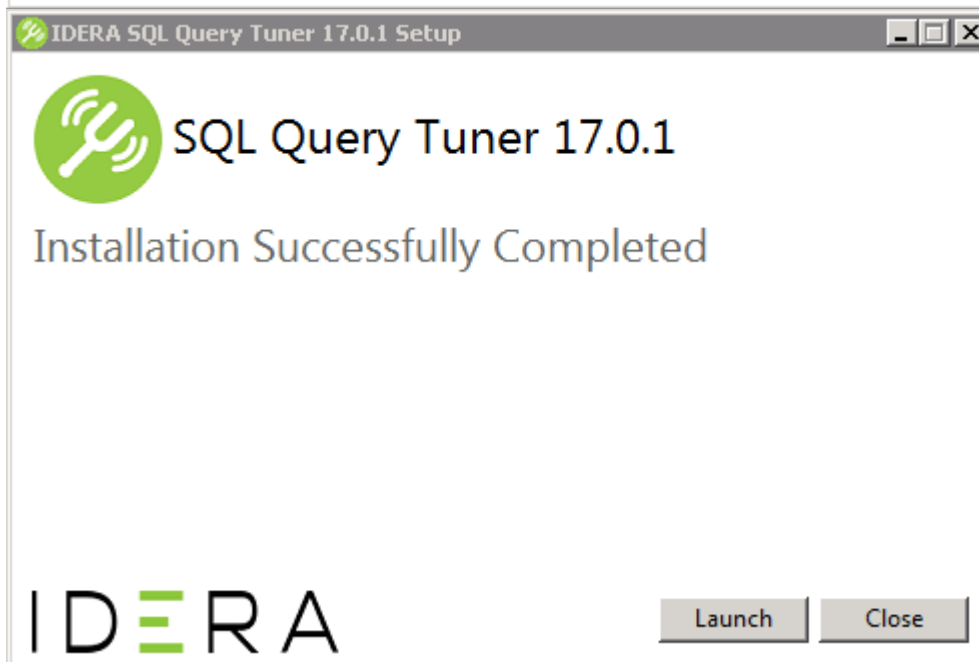 IDERA SQL Query Tuner 17.0.1 Setup
SQL Query Tuner 17.0.1
Installation Successfully Completed
IDERA
Launch
Close